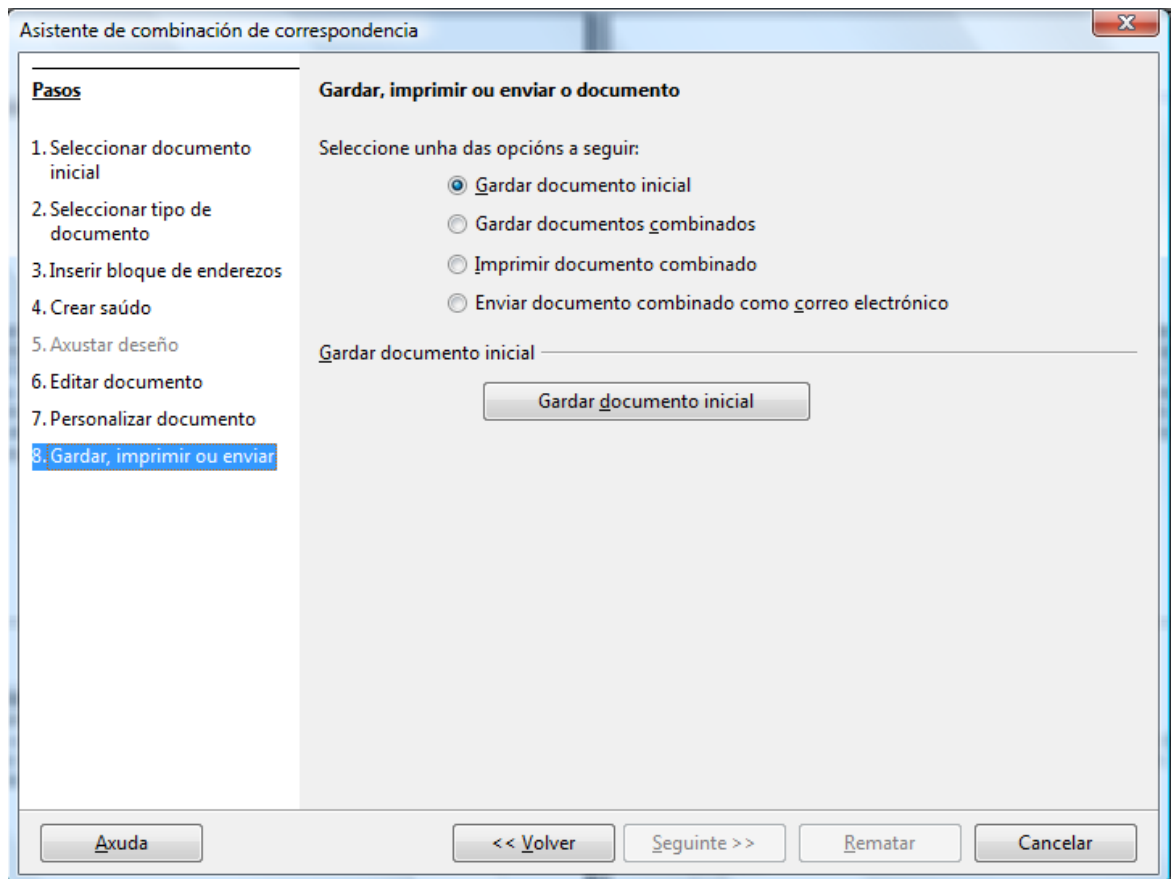 Asistente de combinación de correspondencia
Pasos
1. Seleccionar documento
inicial
2. Seleccionar tipo de
documento
3. Inserir bloque de enderezos
4. Crear saúdo
5. Axustar deseño
6. Editar documento
7. Personalizar documento
8. Gardar, imprimir ou enviar
Gardar, imprimir ou enviar o documento
Seleccione unha das opcións a seguir:
Gardar documento inicial
Gardar documentos combinados
Imprimir documento combinado
Enviar documento combinado como correo electrónico
Gardar documento inicial
Gardar documento inicial
Axuda
<< Volver
Seguinte >>
Rematar
Cancelar